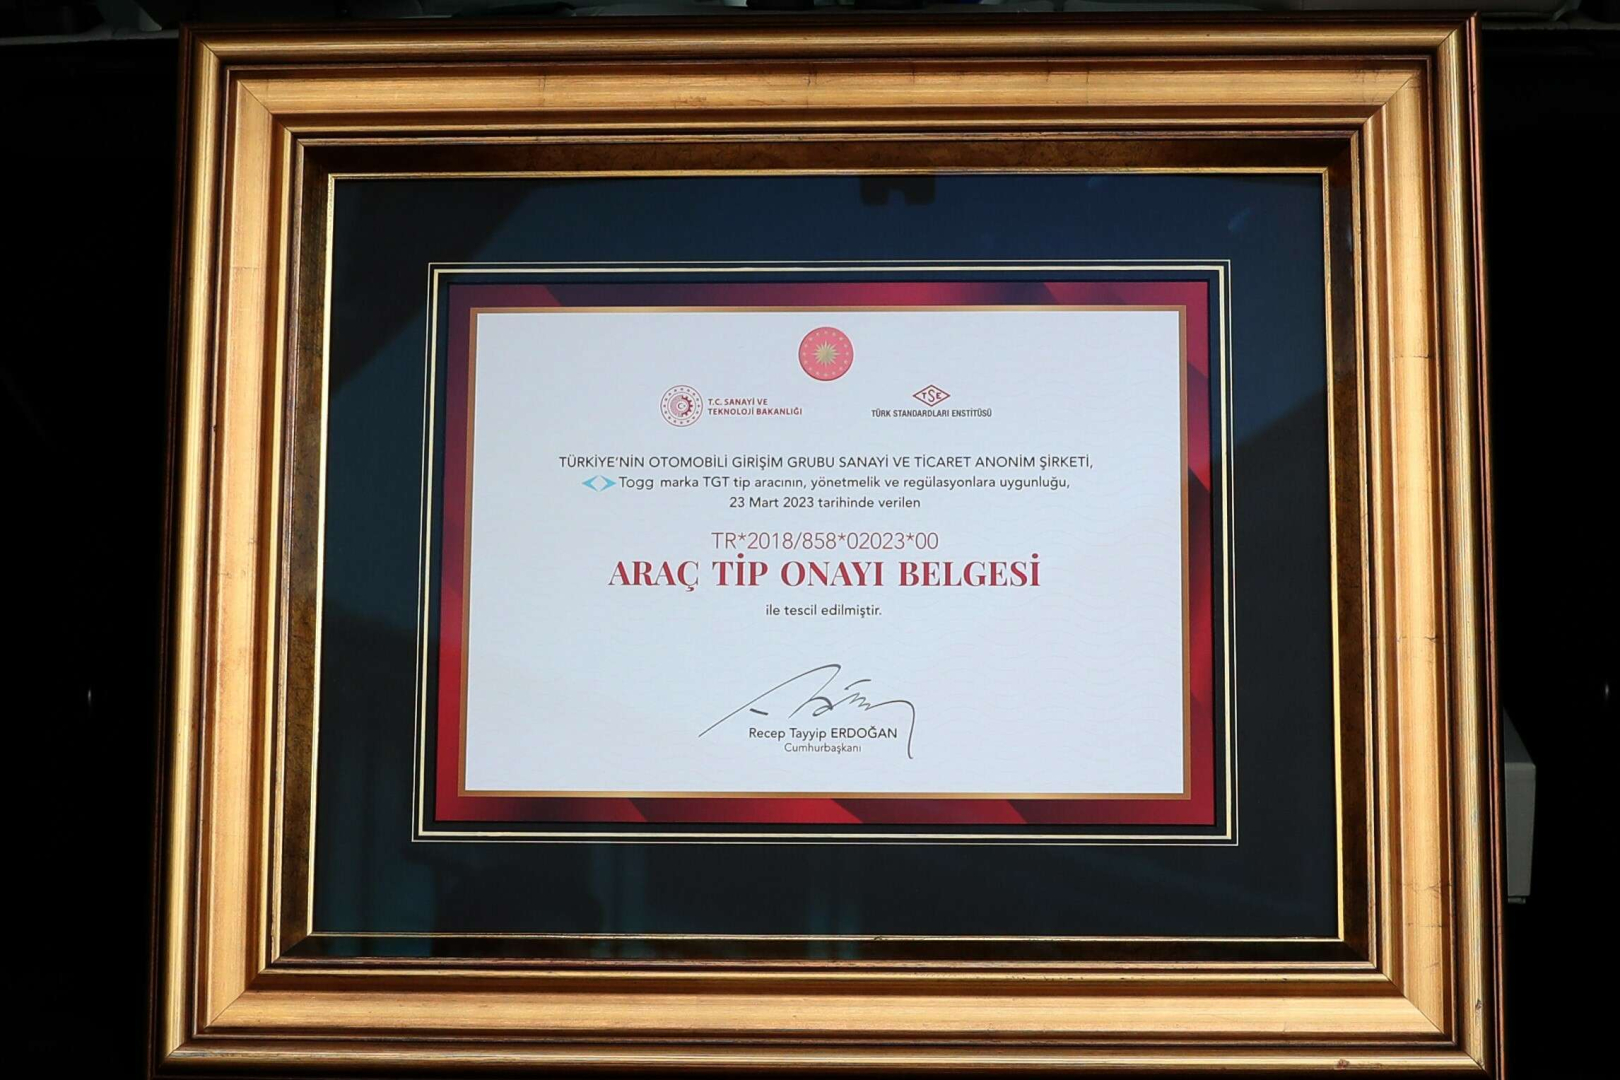 T.C. SANAYİ VE
TEKNOLOJİ BAKANLIĞI
TSE
TÜRK STANDARDLARI ENSTİTÜSÜ
TÜRKİYE'NİN OTOMOBİLİ GİRİŞİM GRUBU SANAYİ VE TİCARET ANONİM ŞİRKETİ,
Togg marka TGT tip aracının, yönetmelik ve regülasyonlara uygunluğu,
23 Mart 2023 tarihinde verilen
TR*2018/858*02023*00
ARAÇ TİP ONAYI BELGESİ
ile tescil edilmiştir.
Recep Tayyip ERDOĞAN
Cumhurbaşkanı